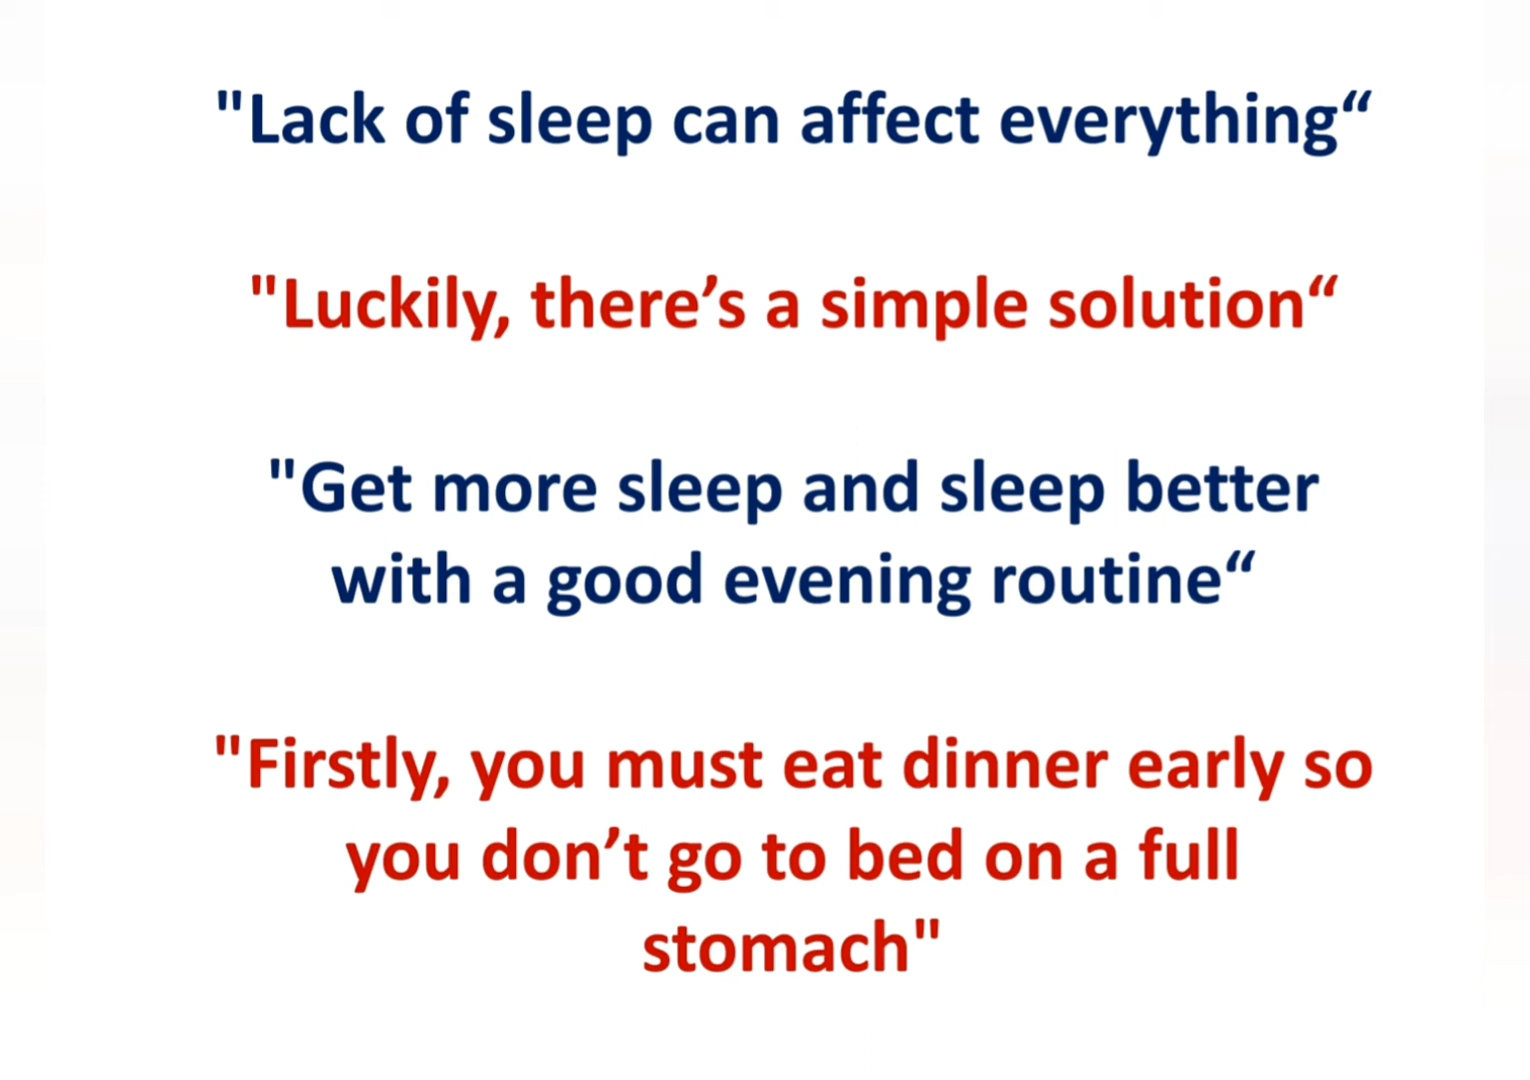 "Lack of sleep can affect everything“
"Luckily, there’s a simple solution“
"Get more sleep and sleep better
with a good evening routine“
"Firstly, you must eat dinner early so
you don’t go to bed on a full
stomach"